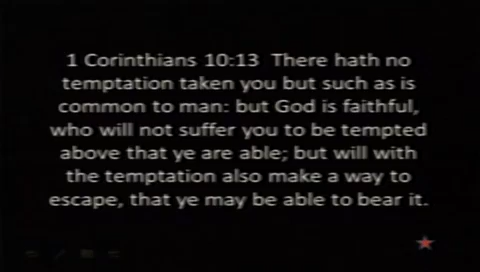 1 Corinthians 10:13  There hath no
temptation taken you but such as is
common to man: but God is faithful,
who will not suffer you to be tempted
above that ye are able; but will with
the temptation also make a way to
escape, that ye may be able to bear it.